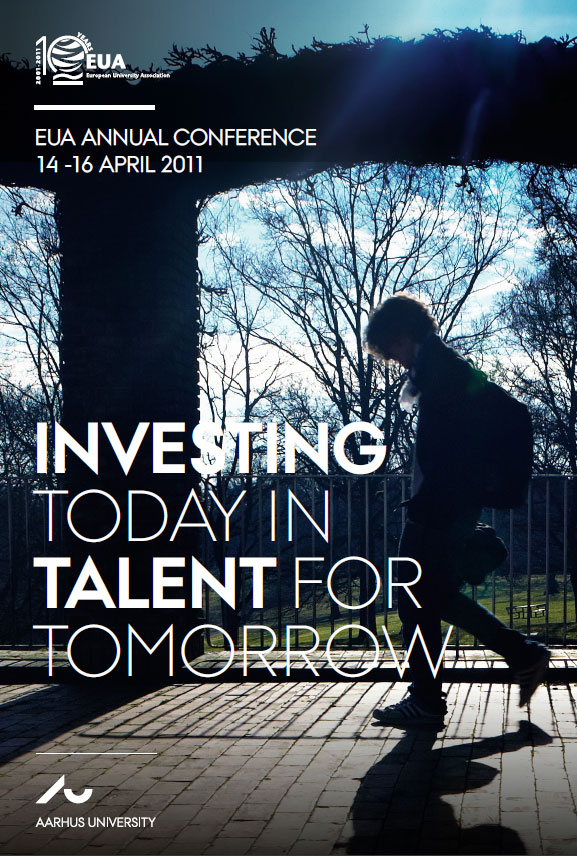 2001-2011
10
YEARS
EUA
European University Association
EUA ANNUAL CONFERENCE
14 -16 APRIL 2011
INVESTING
TODAY IN
TALENT FOR
TOMORROW
AARHUS UNIVERSITY